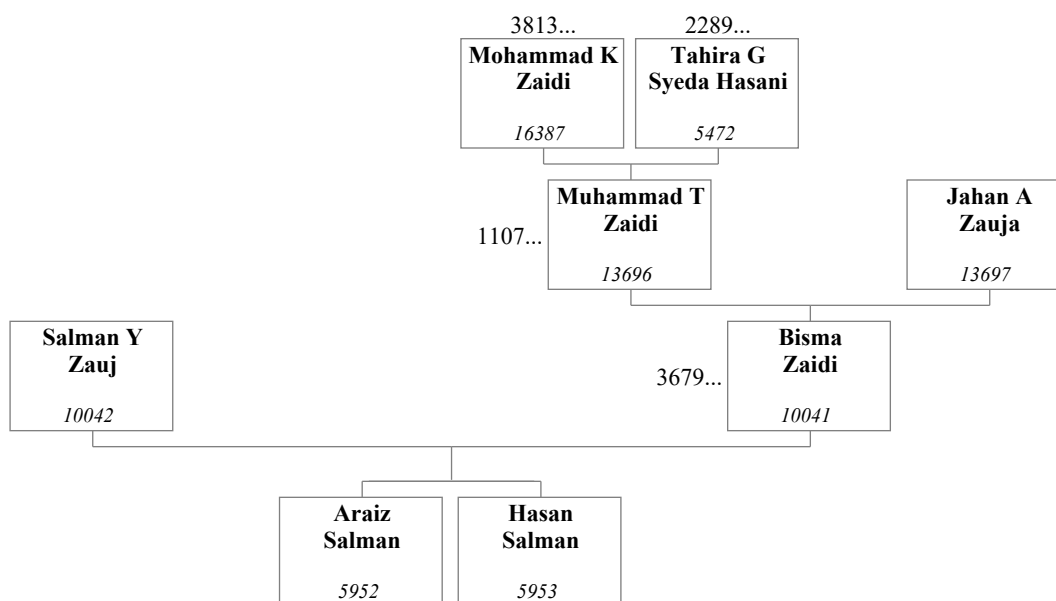 3813...
2289...
Mohammad K
Zaidi
16387
Tahira G
Syeda Hasani
5472
1107...
Muhammad T
Zaidi
13696
Jahan A
Zauja
13697
Salman Y
Zauj
10042
3679...
Bisma
Zaidi
10041
Araiz
Salman
5952
Hasan
Salman
5953